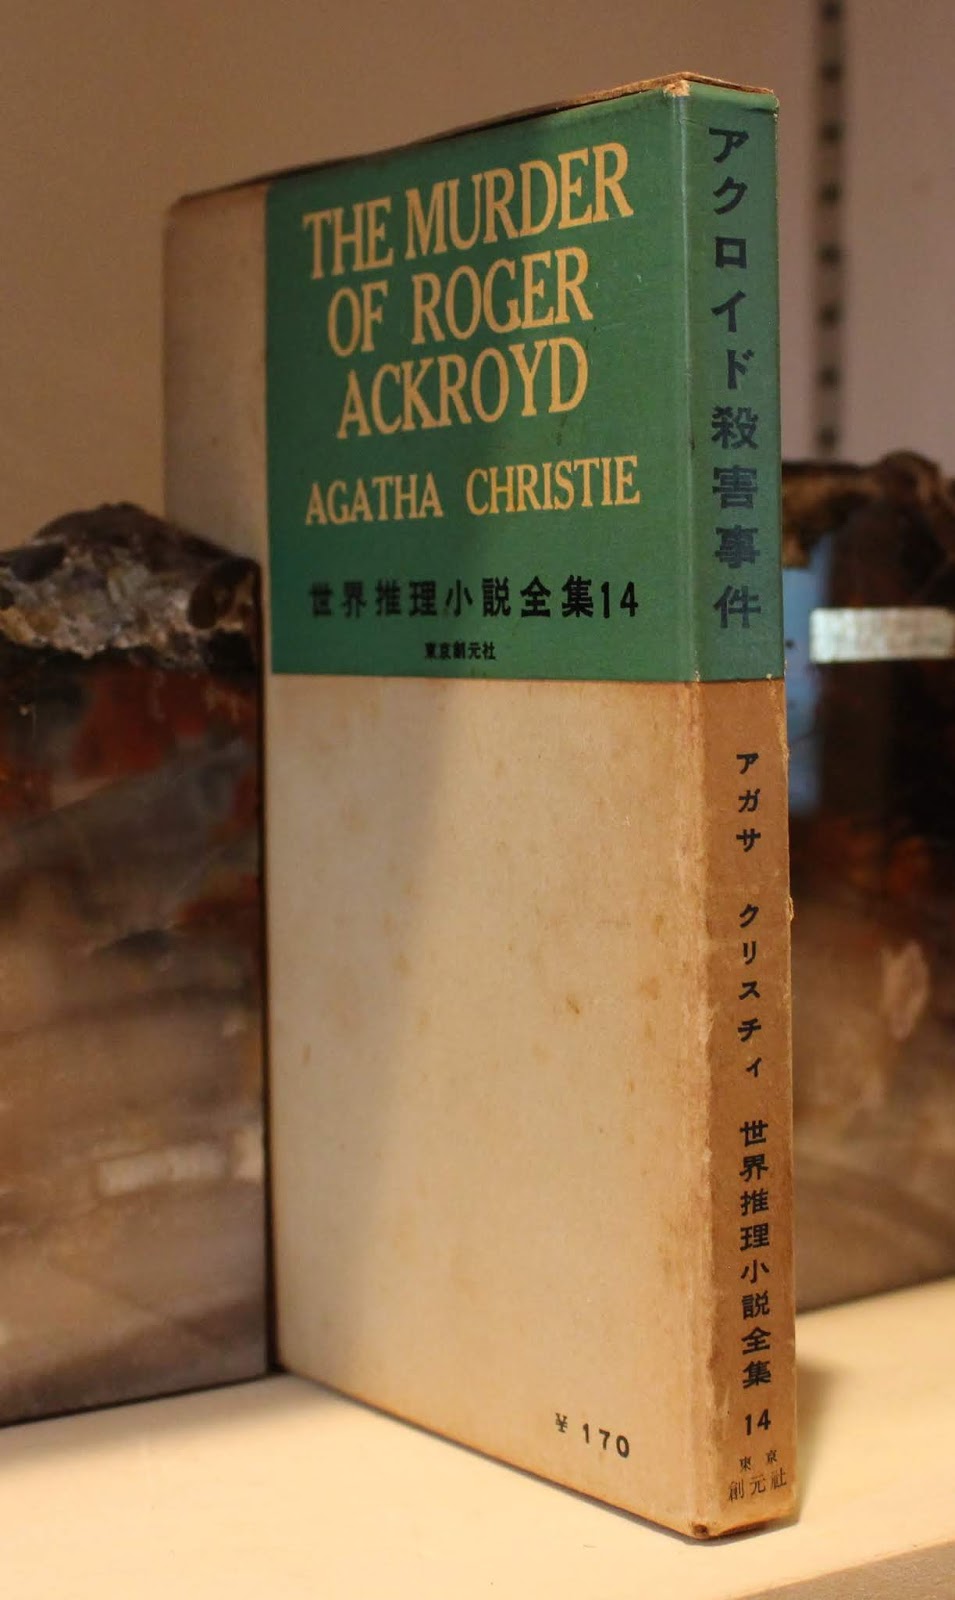 THE MURDER
OF ROGER
ACKROYD
AGATHA CHRISTIE
世界推理小説全集14
東京創元社
¥170
アクロイド殺害事件
アガサ クリスチィ
世界推理小説全集
14
東京
創元社